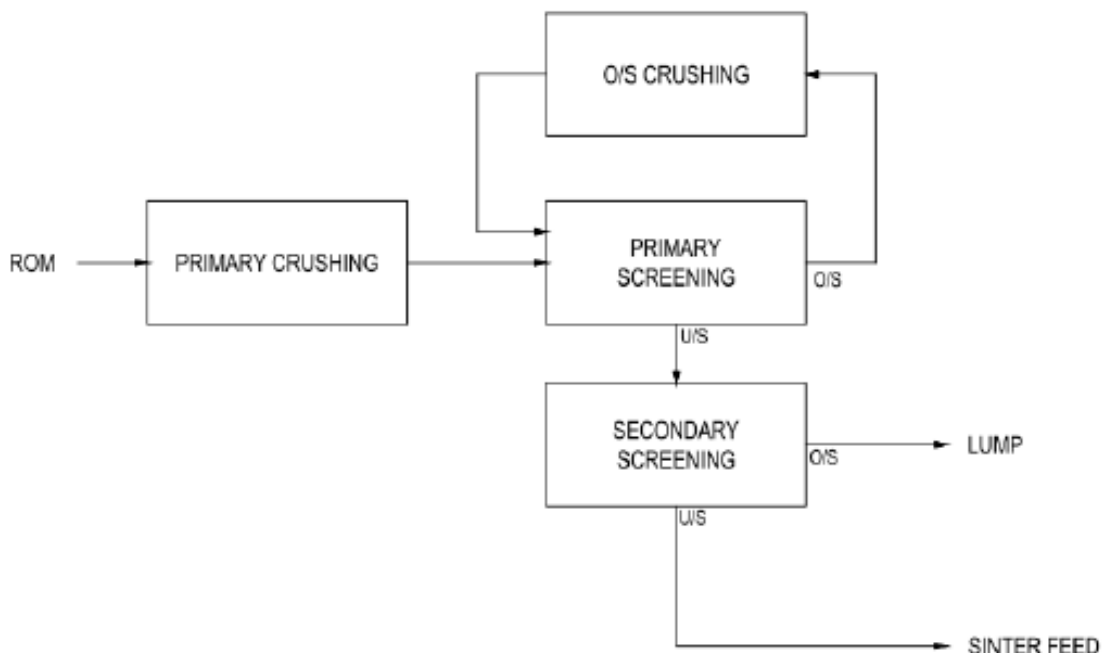 O/S CRUSHING
ROM
PRIMARY CRUSHING
PRIMARY
SCREENING
O/S
U/S
SECONDARY
SCREENING
O/S
LUMP
U/S
SINTER FEED